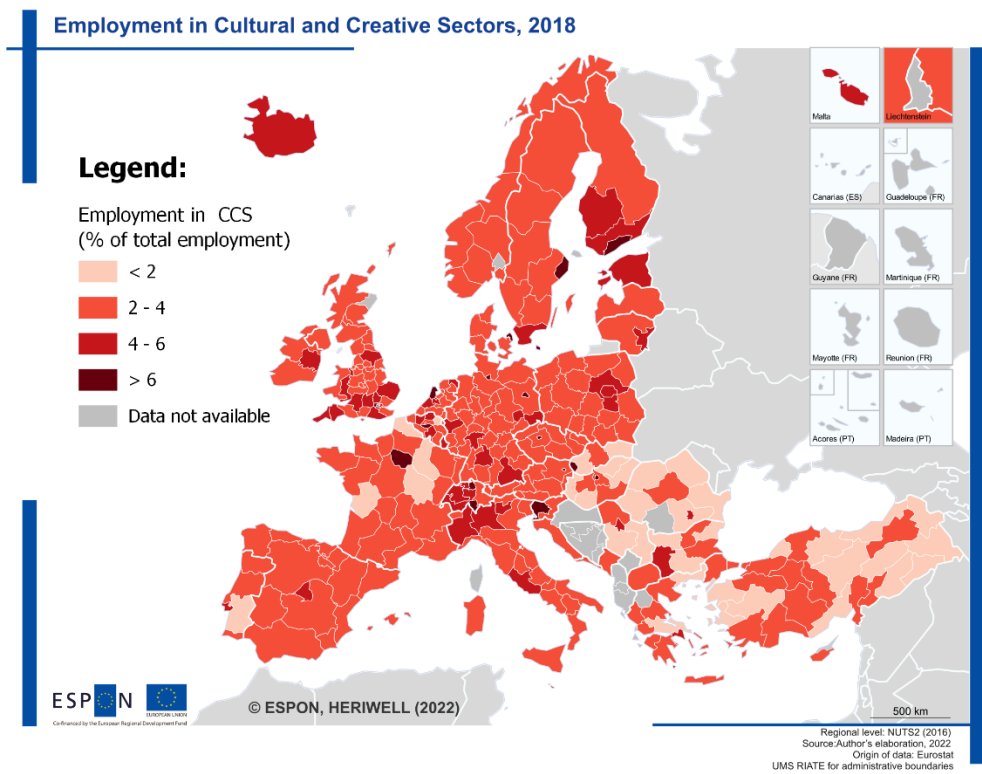 Employment in Cultural and Creative Sectors, 2018
Legend:
Employment in CCS
(% of total employment)
< 2
2 - 4
4 - 6
> 6
Data not available
Malta
Liechtenstein
Canarias (ES)
Guadeloupe (FR)
Guyane (FR)
Martinique (FR)
Mayotte (FR)
Reunion (FR)
Acores (PT)
Madeira (PT)
ESPON
EUROPEAN UNION
Co-financed by the European Regional Development Fund
© ESPON, HERIWELL (2022)
500 km
Regional level: NUTS2 (2016)
Source:Author's elaboration, 2022
Origin of data: Eurostat
UMS RIATE for administrative boundaries